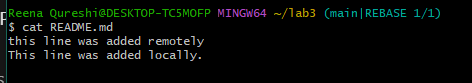 Reena Qureshi@DESKTOP-TC5MOFP MINGW64 ~/lab3 (main|REBASE 1/1)
$ cat README.md
this line was added remotely
This line was added locally.